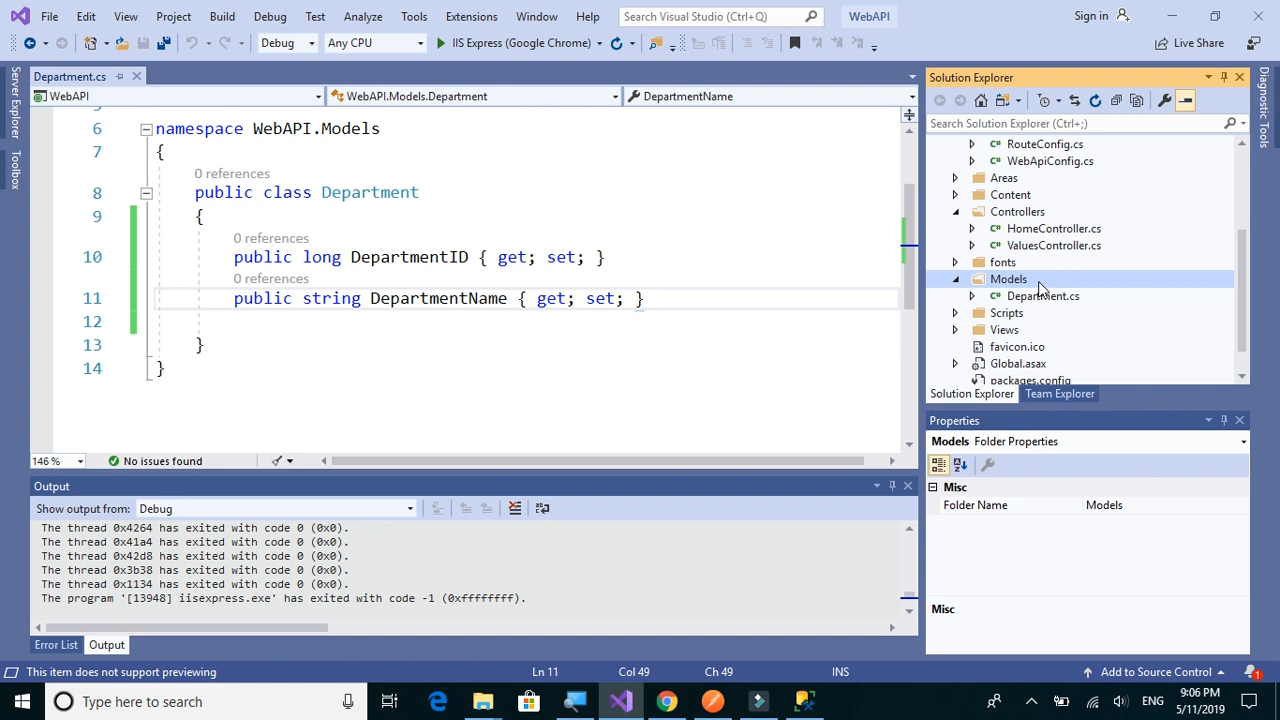 File Edit View Project Build Debug Test Analyze Tools Extensions Window Help Search Visual Studio (Ctrl+Q) WebAPI Sign in
Debug Any CPU IIS Express (Google Chrome) Live Share
Server Explorer
Toolbox
Department.cs
WebAPI WebAPI.Models.Department DepartmentName
6 namespace WebAPI.Models
7 {
0 references
8 public class Department
9 {
0 references
10 public long DepartmentID { get; set; }
0 references
11 public string DepartmentName { get; set; }
12
13 }
14 }
146 % No issues found
Output
Show output from: Debug
The thread 0x4264 has exited with code 0 (0x0).
The thread 0x41a4 has exited with code 0 (0x0).
The thread 0x42d8 has exited with code 0 (0x0).
The thread 0x3b38 has exited with code 0 (0x0).
The thread 0x1134 has exited with code 0 (0x0).
The program '[13948] iisexpress.exe' has exited with code -1 (0xffffffff).
Error List Output
Solution Explorer
Search Solution Explorer (Ctrl+;)
C# RouteConfig.cs
C# WebApiConfig.cs
Areas
Content
Controllers
C# HomeController.cs
C# ValuesController.cs
fonts
Models
C# Department.cs
Scripts
Views
favicon.ico
Global.asax
packages.config
Solution Explorer Team Explorer
Properties
Models Folder Properties
Misc
Folder Name Models
Misc
Diagnostic Tools
This item does not support previewing Ln 11 Col 49 Ch 49 INS Add to Source Control 1
Type here to search ENG 9:06 PM
5/11/2019